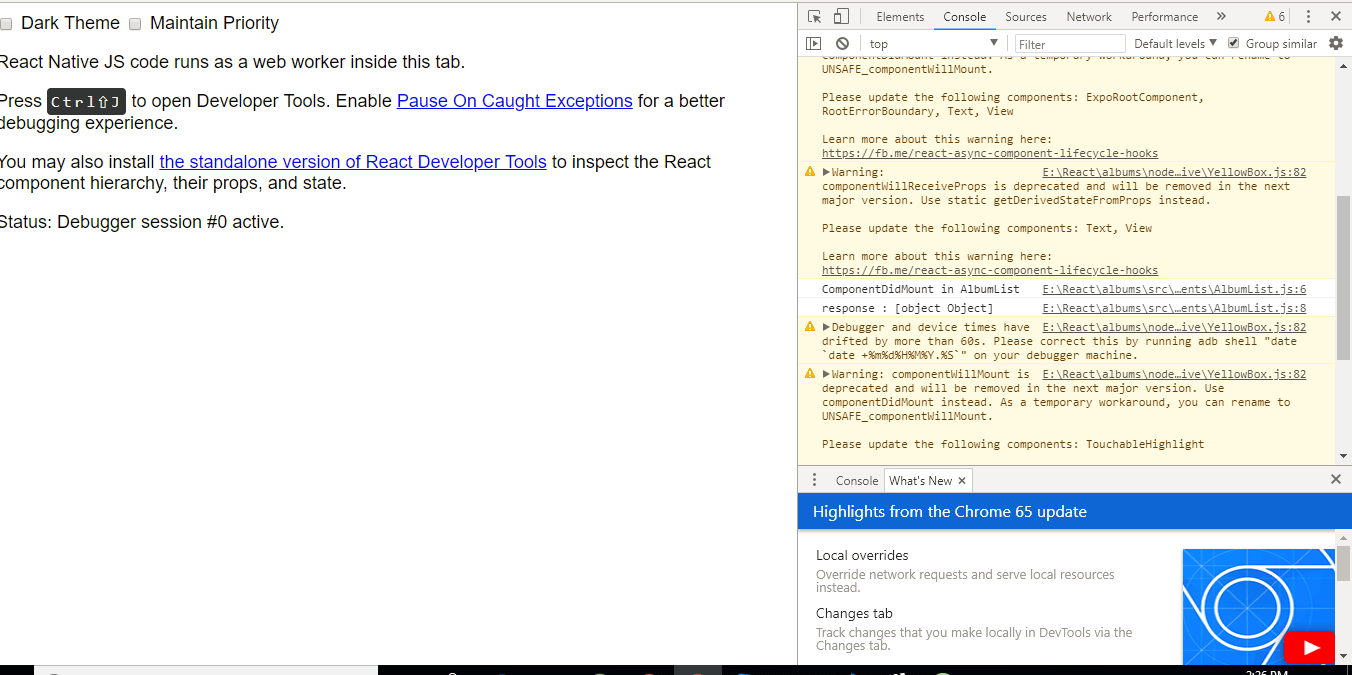 Dark Theme Maintain Priority
React Native JS code runs as a web worker inside this tab.
Press Ctrl⇧J to open Developer Tools. Enable Pause On Caught Exceptions for a better
debugging experience.
You may also install the standalone version of React Developer Tools to inspect the React
component hierarchy, their props, and state.
Status: Debugger session #0 active.
Elements Console Sources Network Performance » 6
top Filter Default levels Group similar
UNSAFE_componentWillMount.
Please update the following components: ExpoRootComponent,
RootErrorBoundary, Text, View
Learn more about this warning here:
https://fb.me/react-async-component-lifecycle-hooks
Warning: E:\React\albums\node…ive\YellowBox.js:82
componentWillReceiveProps is deprecated and will be removed in the next
major version. Use static getDerivedStateFromProps instead.
Please update the following components: Text, View
Learn more about this warning here:
https://fb.me/react-async-component-lifecycle-hooks
ComponentDidMount in AlbumList E:\React\albums\src\…ents\AlbumList.js:6
response : [object Object] E:\React\albums\src\…ents\AlbumList.js:8
Debugger and device times have E:\React\albums\node…ive\YellowBox.js:82
drifted by more than 60s. Please correct this by running adb shell "date
`date +%m%d%H%M%Y.%S`" on your debugger machine.
Warning: componentWillMount is E:\React\albums\node…ive\YellowBox.js:82
deprecated and will be removed in the next major version. Use
componentDidMount instead. As a temporary workaround, you can rename to
UNSAFE_componentWillMount.
Please update the following components: TouchableHighlight
Console What's New ×
Highlights from the Chrome 65 update
Local overrides
Override network requests and serve local resources
instead.
Changes tab
Track changes that you make locally in DevTools via the
Changes tab.